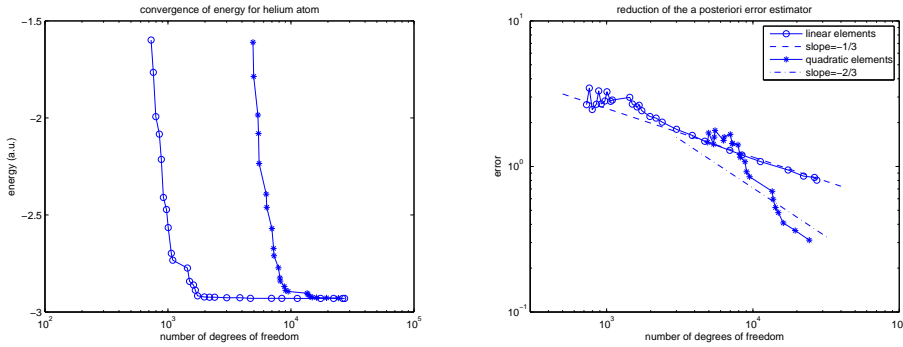 convergence of energy for helium atom
−1.5
−2
−2.5
−3
energy (a.u.)
10^2
10^3
10^4
10^5
number of degrees of freedom
reduction of the a posteriori error estimator
10^1
10^0
10^−1
error
linear elements
slope=−1/3
quadratic elements
slope=−2/3
10^3
10^4
number of degrees of freedom